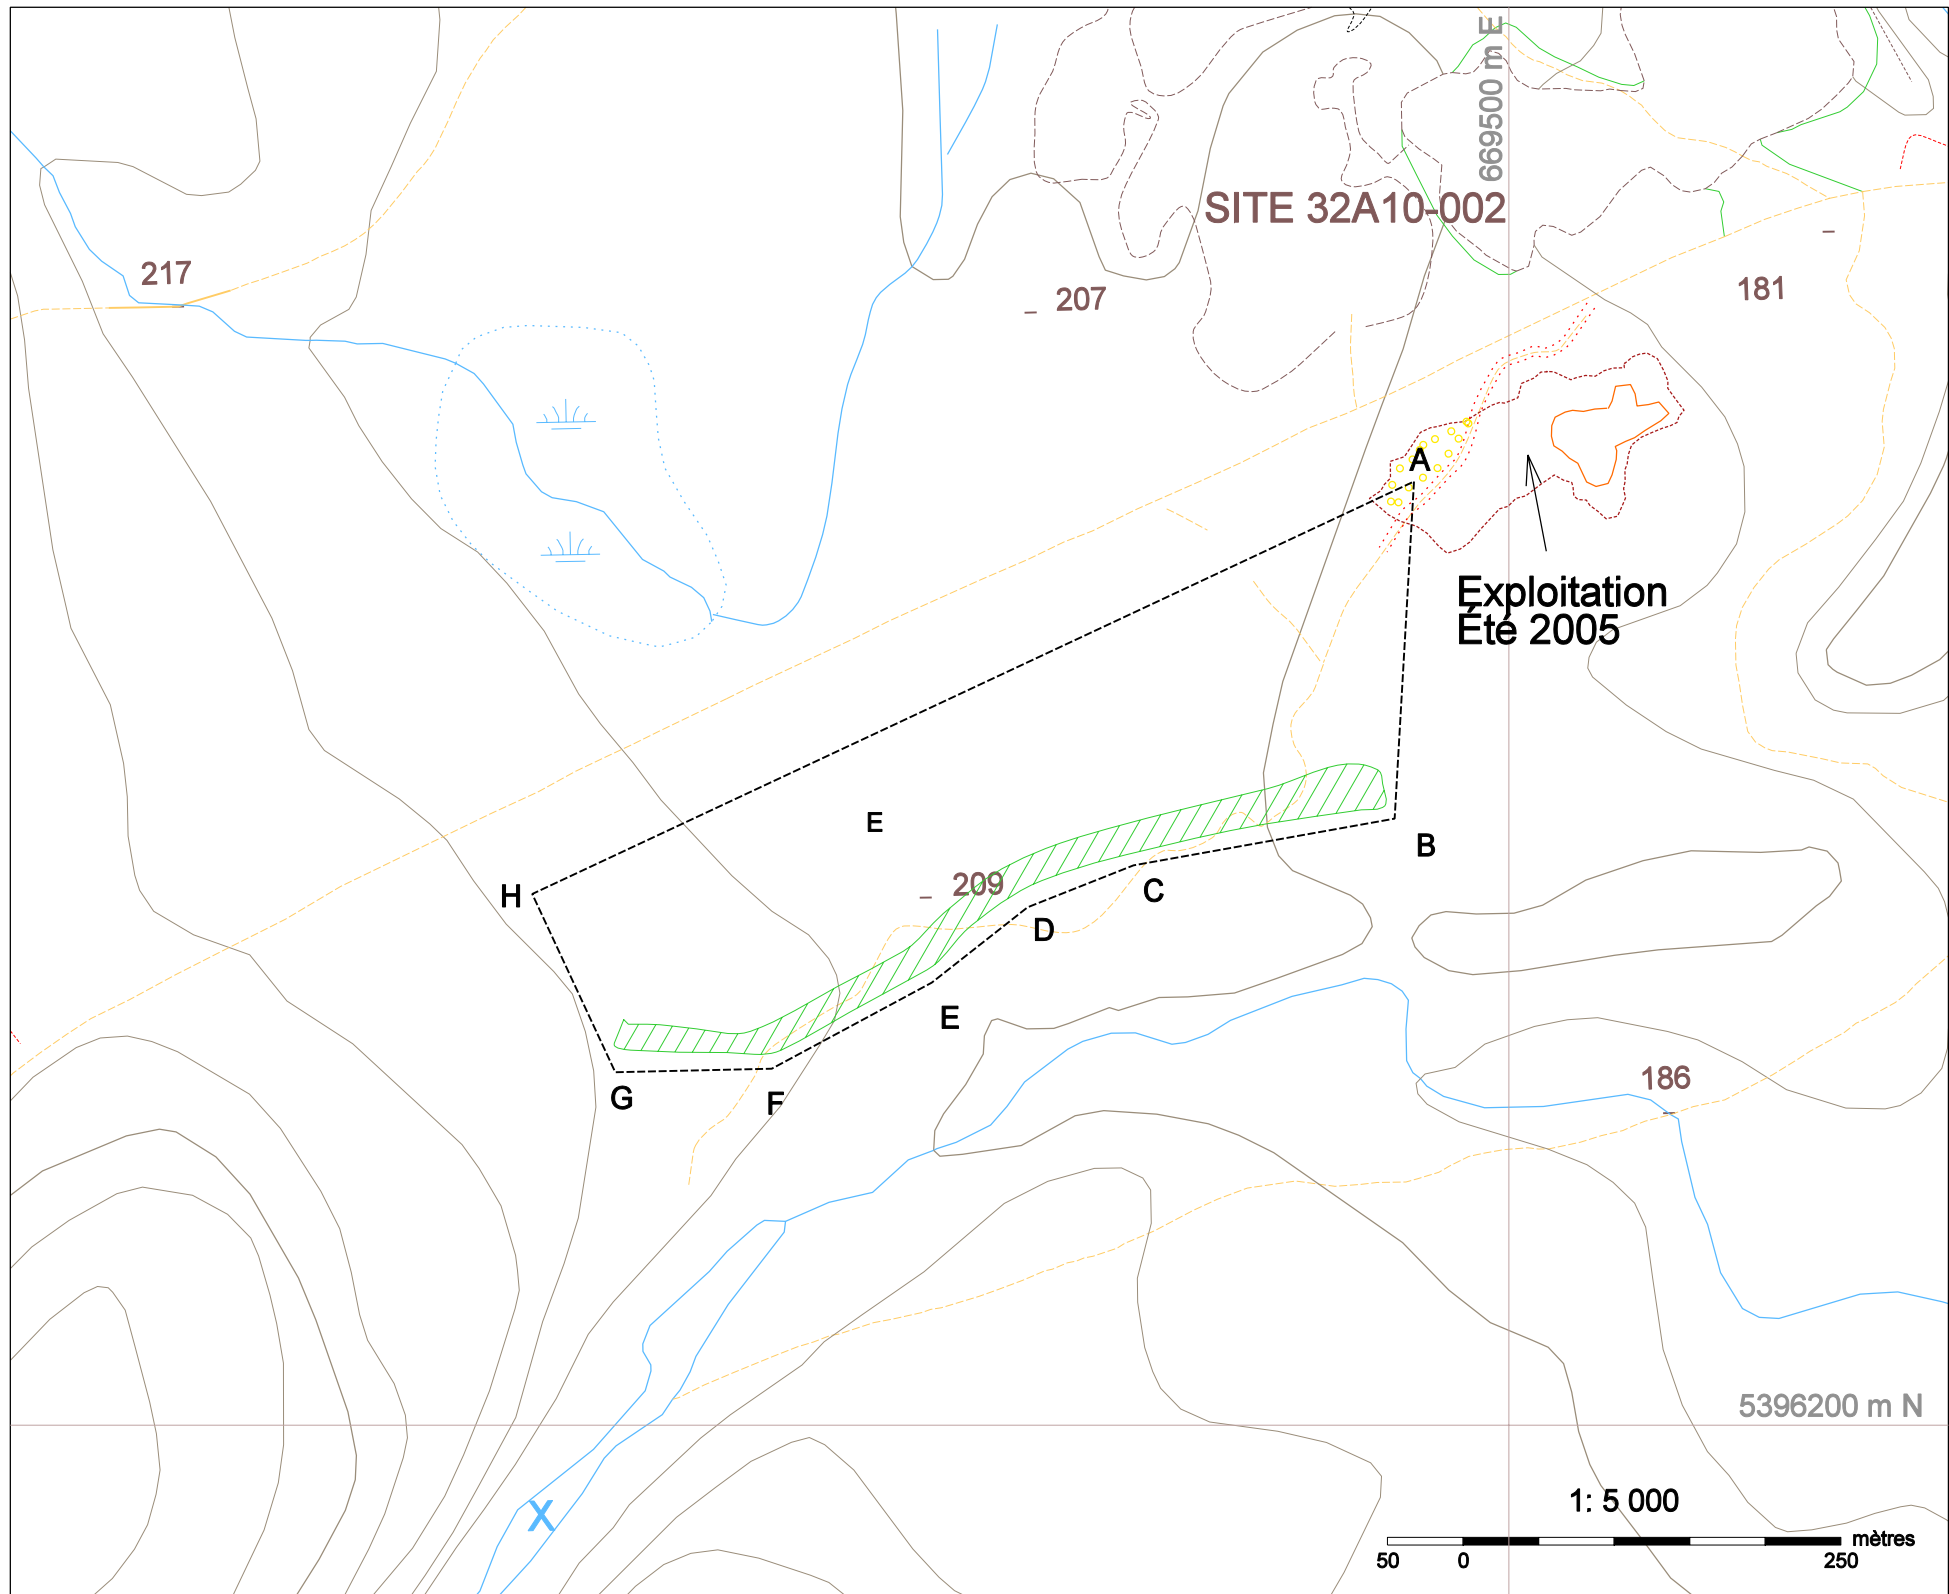 669500 m E
SITE 32A10-002
217
207
181
A
Exploitation
Été 2005
E
B
H
209
C
D
E
G
F
186
5396200 m N
X
1: 5 000
mètres
50 0 250